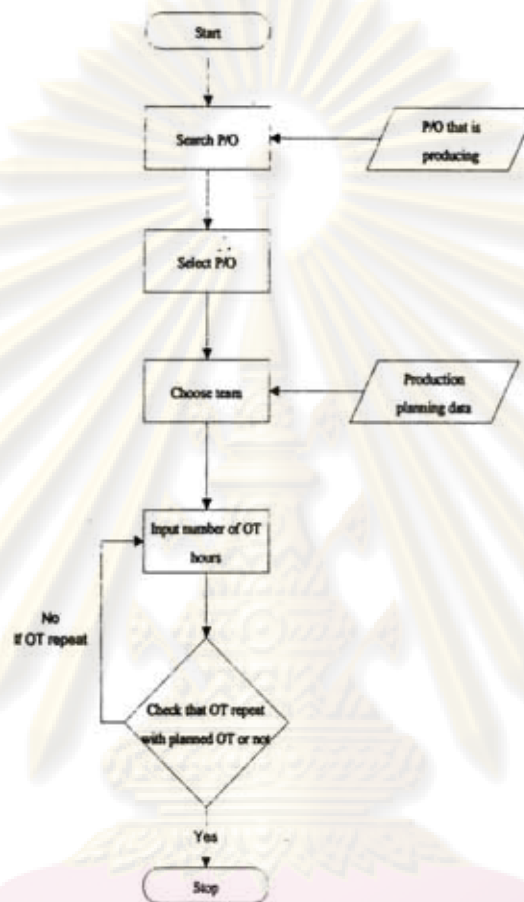 Start
Search P/O
P/O that is
producing
Select P/O
Choose team
Production
planning data
Input number of OT
hours
No
If OT repeat
Check that OT repeat
with planned OT or not
Yes
Stop